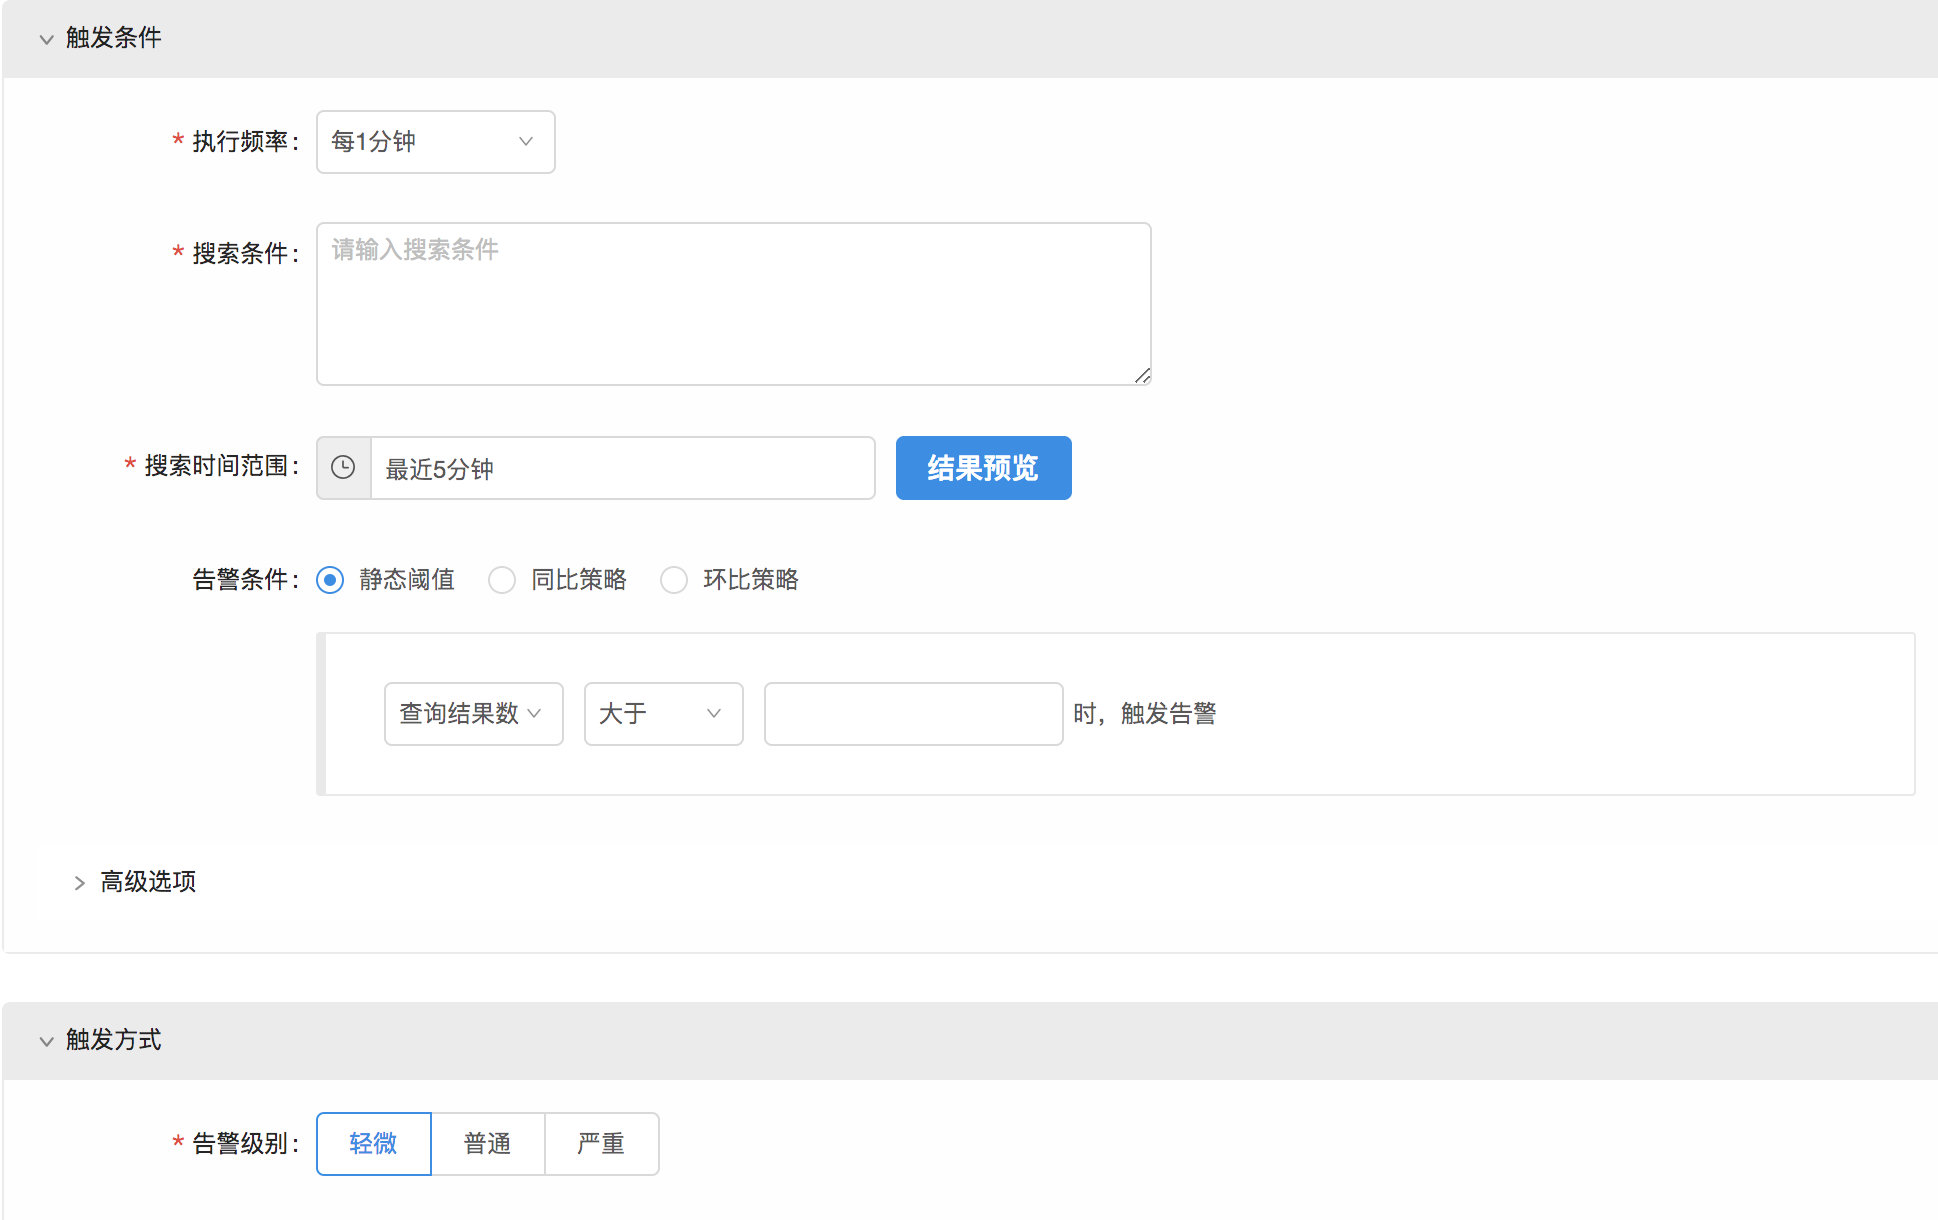 触发条件
* 执行频率： 每1分钟
* 搜索条件： 请输入搜索条件
* 搜索时间范围： 最近5分钟 结果预览
告警条件： 静态阈值 同比策略 环比策略
查询结果数 大于 时，触发告警
高级选项
触发方式
* 告警级别： 轻微 普通 严重